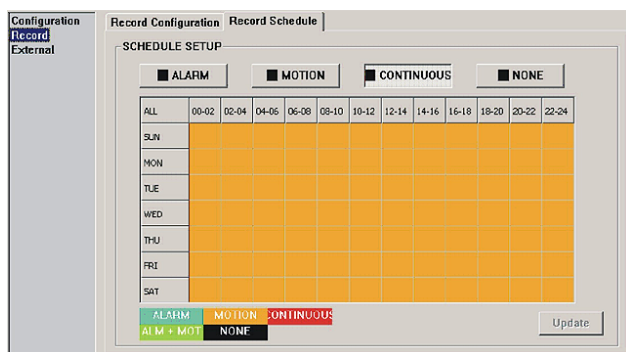 Configuration
Record
External
Record Configuration Record Schedule
SCHEDULE SETUP
ALARM MOTION CONTINUOUS NONE
ALL 00-02 02-04 04-06 06-08 08-10 10-12 12-14 14-16 16-18 18-20 20-22 22-24
SUN
MON
TUE
WED
THU
FRI
SAT
ALARM MOTION CONTINUOUS
ALM + MOT NONE
Update